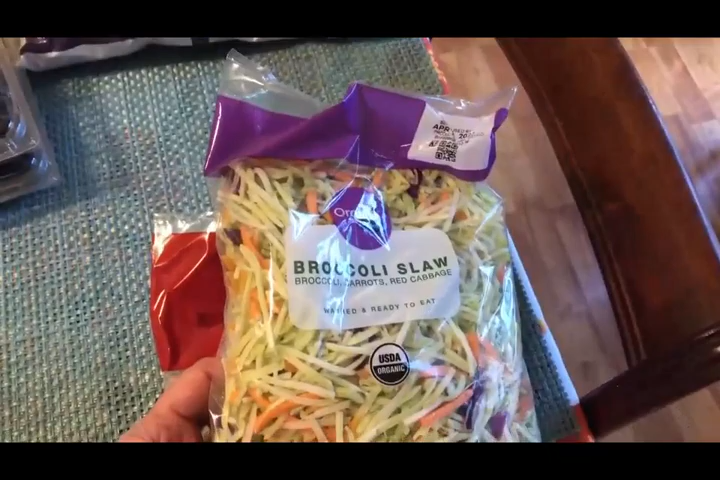 APR
BROCCOLI SLAW
BROCCOLI, CARROTS, RED CABBAGE
WASHED & READY TO EAT
USDA
ORGANIC